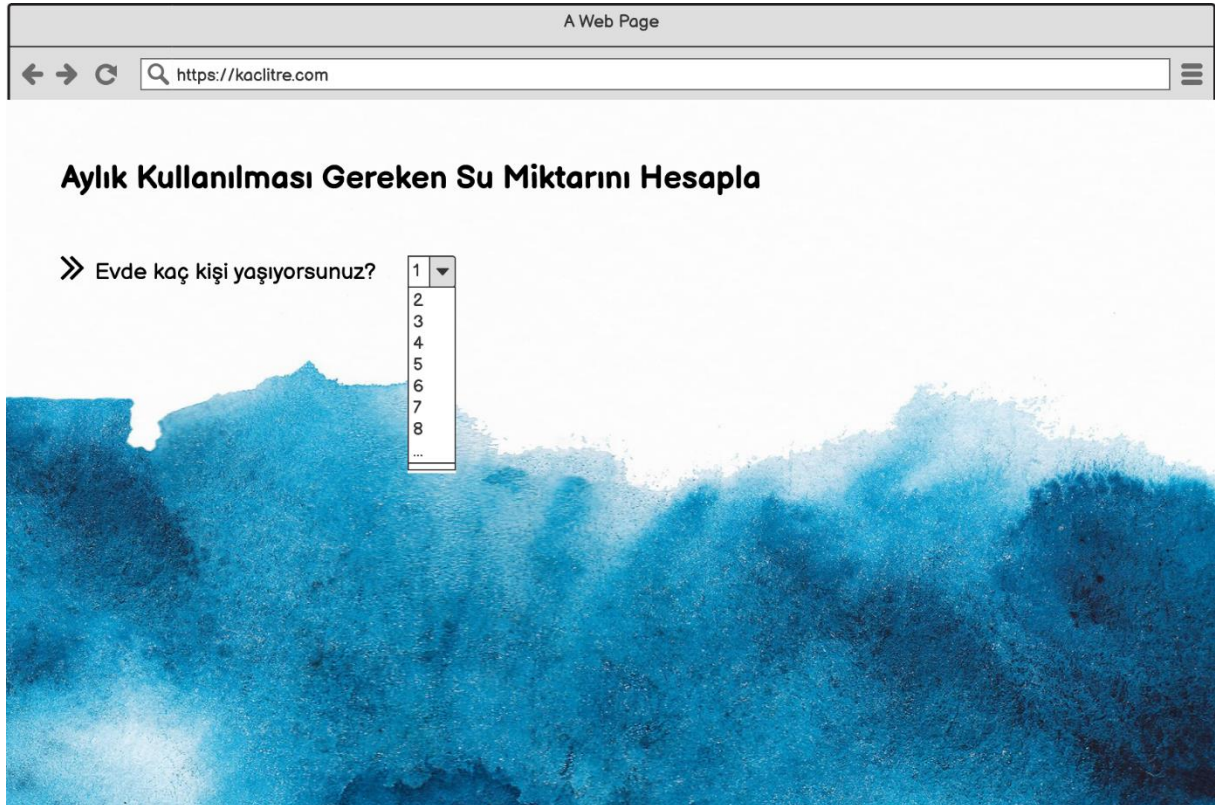 A Web Page
https://kaclitre.com
Aylık Kullanılması Gereken Su Miktarını Hesapla
Evde kaç kişi yaşıyorsunuz? 1
2
3
4
5
6
7
8
...